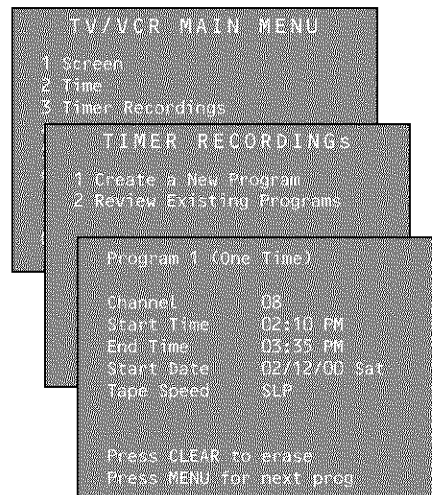 TV/VCR MAIN MENU
1 Screen
2 Time
3 Timer Recordings
TIMER RECORDINGs
1 Create a New Program
2 Review Existing Programs
Program 1 (One Time)
Channel 08
Start Time 02:10 PM
End Time 03:35 PM
Start Date 02/12/00 Sat
Tape Speed SLP
Press CLEAR to erase
Press MENU for next prog